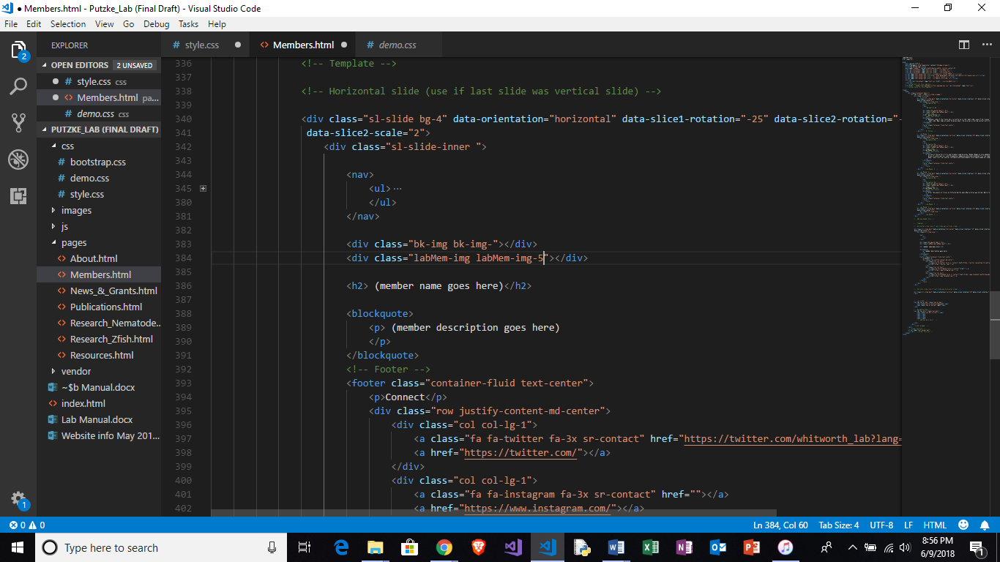 ● Members.html - Putzke_Lab (Final Draft) - Visual Studio Code
File Edit Selection View Go Debug Tasks Help
EXPLORER
OPEN EDITORS 2 UNSAVED
# style.css css
<> Members.html pa...
# demo.css css
PUTZKE_LAB (FINAL DRAFT)
css
# bootstrap.css
# demo.css
# style.css
images
js
pages
<> About.html
<> Members.html
<> News_&_Grants.html
<> Publications.html
<> Research_Nematode...
<> Research_Zfish.html
<> Resources.html
vendor
~$b Manual.docx
<> index.html
Lab Manual.docx
Website info May 201...
2
1
# style.css ● <> Members.html ● # demo.css
336 <!-- Template -->
337
338 <!-- Horizontal slide (use if last slide was vertical slide) -->
339
340 <div class="sl-slide bg-4" data-orientation="horizontal" data-slice1-rotation="-25" data-slice2-rotation="-
341 data-slice2-scale="2">
342 <div class="sl-slide-inner ">
343
344 <nav>
345 <ul>...
380 </ul>
381 </nav>
382
383 <div class="bk-img bk-img-"></div>
384 <div class="labMem-img labMem-img-5"></div>
385
386 <h2> (member name goes here)</h2>
387
388 <blockquote>
389 <p> (member description goes here)
390 </p>
391 </blockquote>
392 <!-- Footer -->
393 <footer class="container-fluid text-center">
394 <p>Connect</p>
395 <div class="row justify-content-md-center">
396 <div class="col col-lg-1">
397 <a class="fa fa-twitter fa-3x sr-contact" href="https://twitter.com/whitworth_lab?lang=
398 <a href="https://twitter.com/"></a>
399 </div>
400 <div class="col col-lg-1">
401 <a class="fa fa-instagram fa-3x sr-contact" href=""></a>
402 <a href="https://www.instagram.com/"></a>
0 0 Ln 384, Col 60 Tab Size: 4 UTF-8 LF HTML
Type here to search
8:56 PM
6/9/2018
1